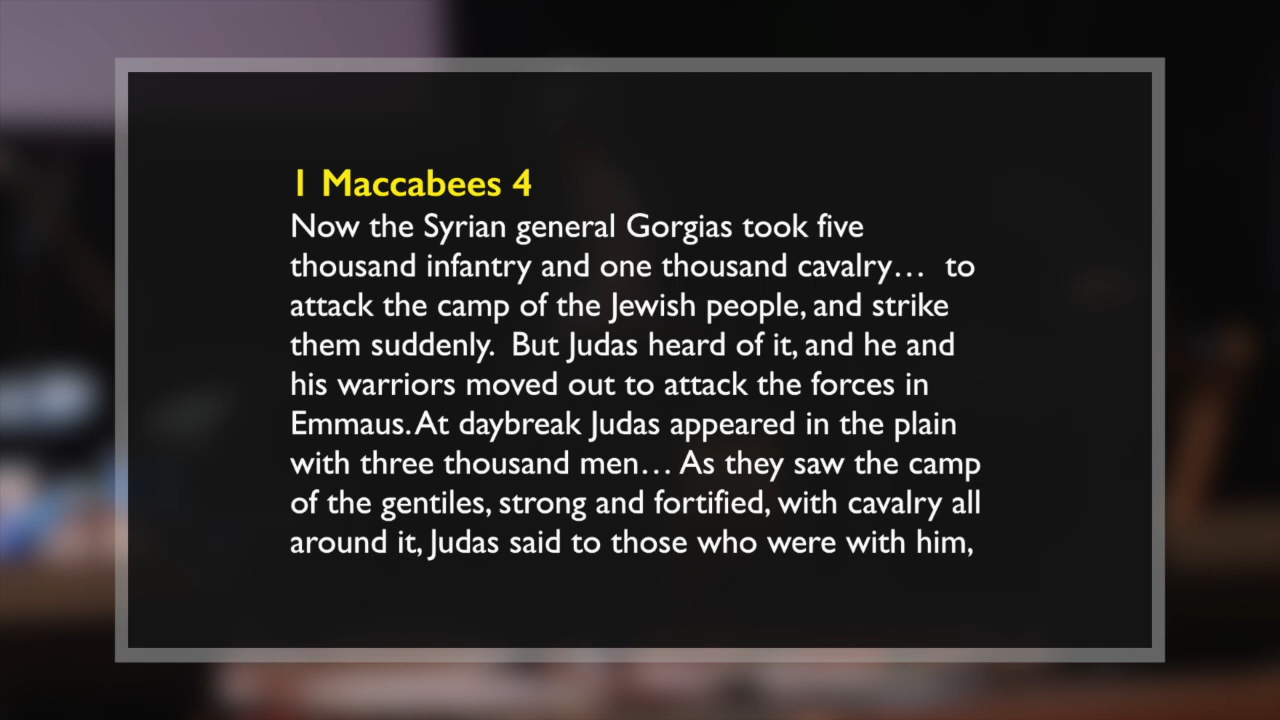 1 Maccabees 4
Now the Syrian general Gorgias took five
thousand infantry and one thousand cavalry…  to
attack the camp of the Jewish people, and strike
them suddenly.  But Judas heard of it, and he and
his warriors moved out to attack the forces in
Emmaus. At daybreak Judas appeared in the plain
with three thousand men… As they saw the camp
of the gentiles, strong and fortified, with cavalry all
around it, Judas said to those who were with him,